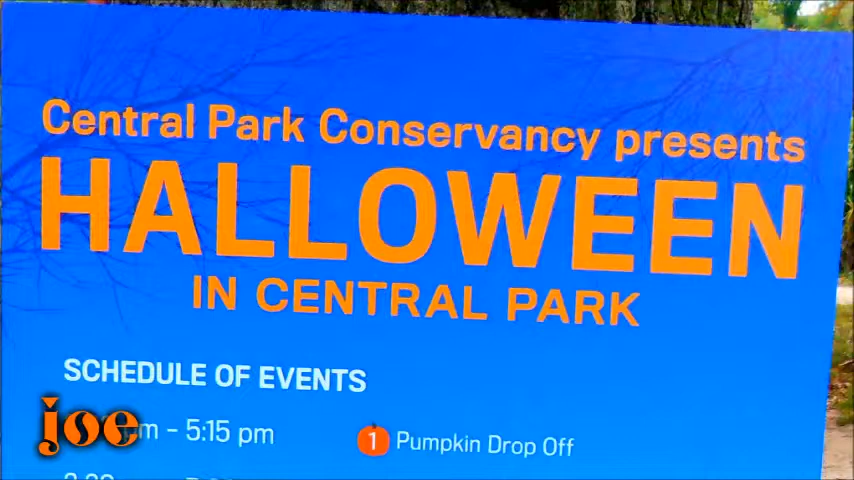 Central Park Conservancy presents
HALLOWEEN
IN CENTRAL PARK
SCHEDULE OF EVENTS
pm – 5:15 pm
1 Pumpkin Drop Off
joe